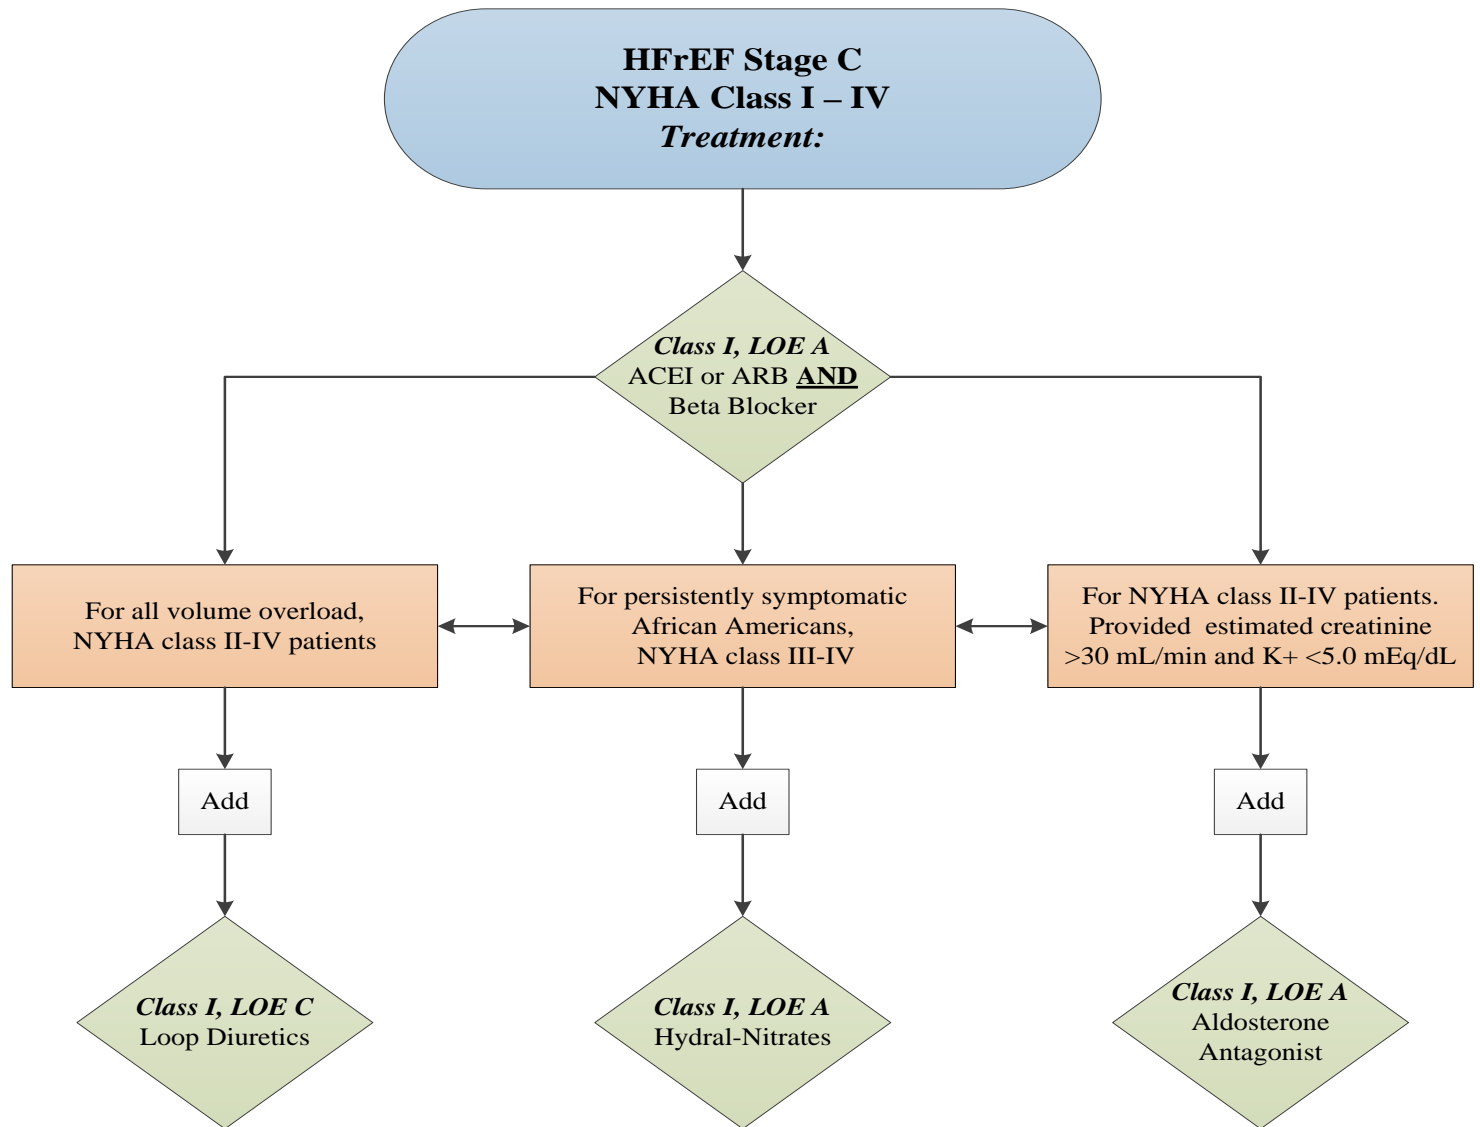 HFrEF Stage C
NYHA Class I – IV
Treatment:
Class I, LOE A
ACEI or ARB AND
Beta Blocker
For all volume overload,
NYHA class II-IV patients
For persistently symptomatic
African Americans,
NYHA class III-IV
For NYHA class II-IV patients.
Provided estimated creatinine
>30 mL/min and K+ <5.0 mEq/dL
Add
Add
Add
Class I, LOE C
Loop Diuretics
Class I, LOE A
Hydral-Nitrates
Class I, LOE A
Aldosterone
Antagonist